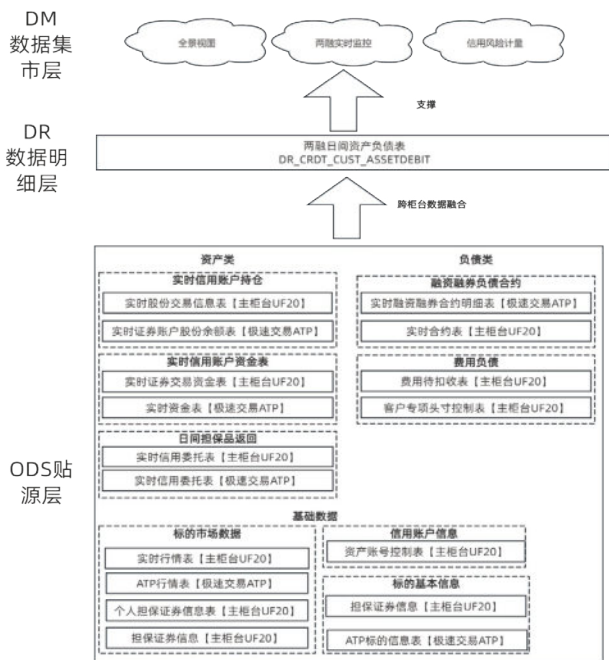 DM
数据集
市层
全景视图
两融实时监控
信用风险计量
支撑
DR
数据明
细层
两融日间资产负债表
DR_CRDT_CUST_ASSETDEBIT
跨柜台数据融合
ODS贴
源层
资产类
实时信用账户持仓
实时股份交易信息表【主柜台UF20】
实时证券账户股份余额表【极速交易ATP】
实时信用账户资金表
实时证券交易资金表【主柜台UF20】
实时资金表【极速交易ATP】
日间担保品返回
实时信用委托表【主柜台UF20】
实时信用委托表【极速交易ATP】
负债类
融资融券负债合约
实时融资融券合约明细表【极速交易ATP】
实时合约表【主柜台UF20】
费用负债
费用待扣收表【主柜台UF20】
客户专项头寸控制表【主柜台UF20】
基础数据
标的市场数据
实时行情表【主柜台UF20】
ATP行情表【极速交易ATP】
个人担保证券信息表【主柜台UF20】
担保证券信息【主柜台UF20】
信用账户信息
资产账号控制表【主柜台UF20】
标的基本信息
担保证券信息【主柜台UF20】
ATP标的信息表【极速交易ATP】